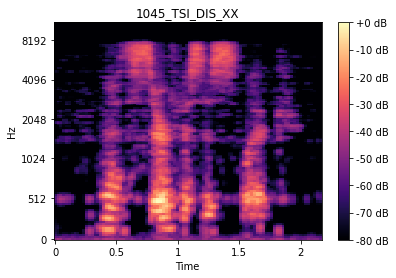 1045_TSI_DIS_XX
8192
4096
2048
1024
512
0
Hz
0
0.5
1
1.5
2
Time
+0 dB
-10 dB
-20 dB
-30 dB
-40 dB
-50 dB
-60 dB
-70 dB
-80 dB